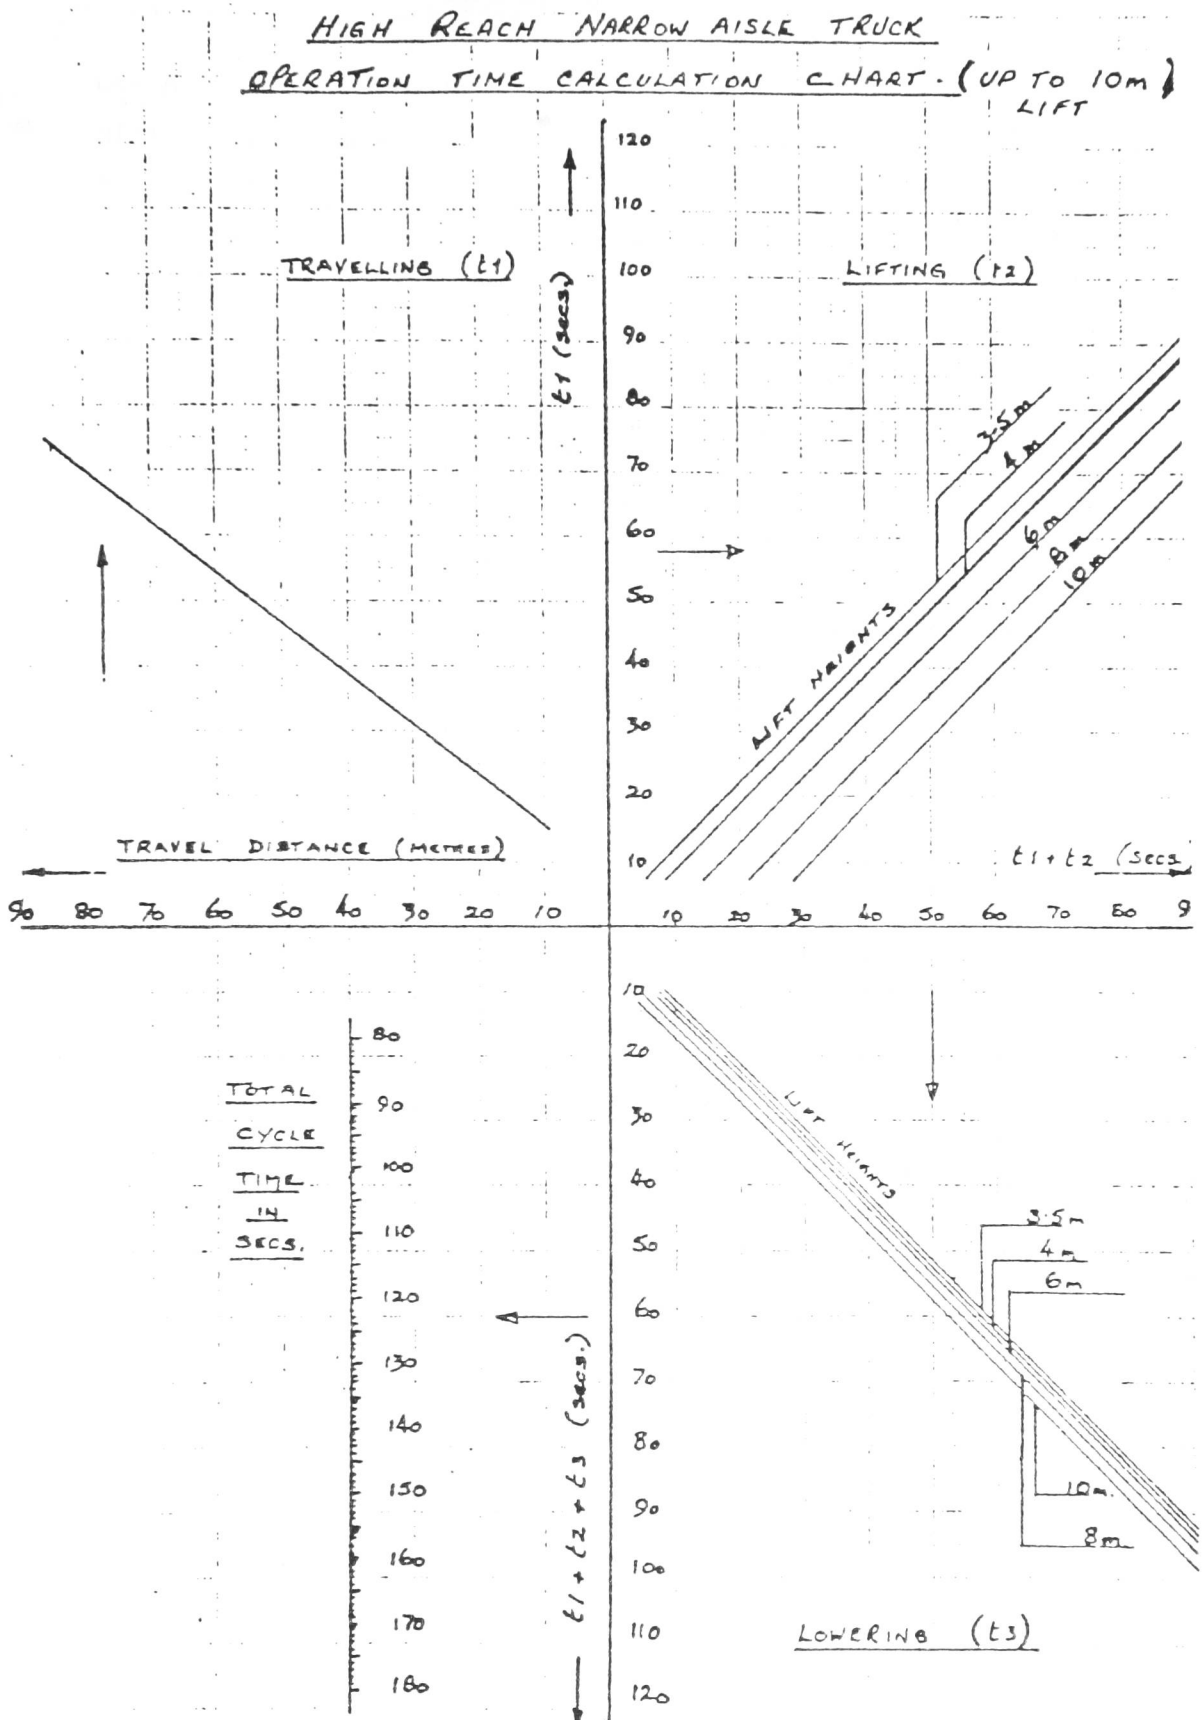 HIGH REACH NARROW AISLE TRUCK
OPERATION TIME CALCULATION CHART. (UP TO 10m)
LIFT
TRAVELLING (t1)
t1 (secs.)
120
110
100
90
80
70
60
50
40
30
20
10
LIFTING (t2)
3.5m
4m
6m
8m
10m
LIFT HEIGHTS
TRAVEL DISTANCE (METRES)
t1+t2 (secs
90 80 70 60 50 40 30 20 10
10 20 30 40 50 60 70 80 9
TOTAL
CYCLE
TIME
IN
SECS.
80
90
100
110
120
130
140
150
160
170
180
t1+t2+t3 (secs.)
10
20
30
40
50
60
70
80
90
100
110
120
LIFT HEIGHTS
3.5m
4m
6m
10m.
8m
LOWERING (t3)